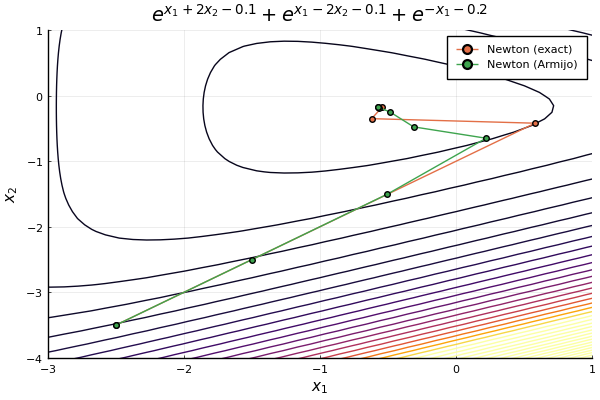 e^{x_1 + 2x_2 − 0.1} + e^{x_1 − 2x_2 − 0.1} + e^{−x_1 − 0.2}
Newton (exact)
Newton (Armijo)
1
0
−1
−2
−3
−4
x_2
−3 −2 −1 0 1
x_1